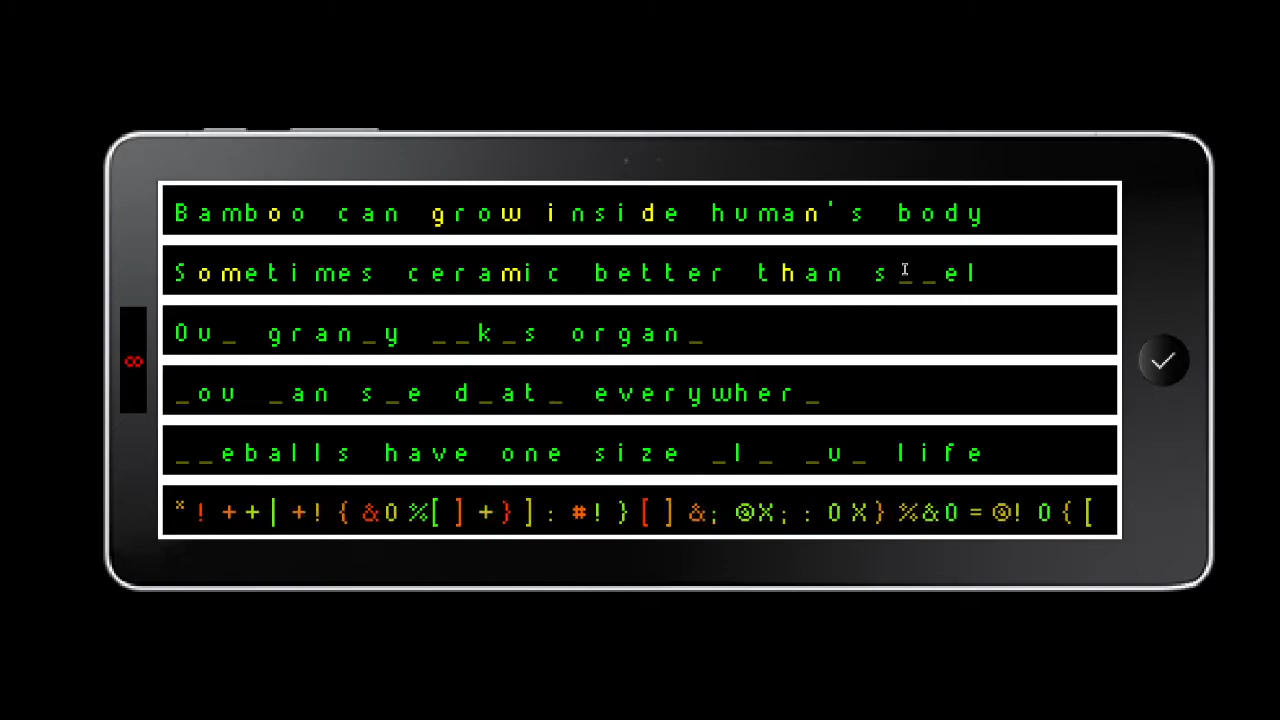 Bamboo can grow inside human's body
Sometimes ceramic better than s__el
Ou_ gran_y __k_s organ_
_ou _an s_e d_at_ everywher_
__eballs have one size _l_ _u_ life
*!++|+!{&0%[]+}]:#!}[]&;@X;:0X}%&0=@!0{[
∞